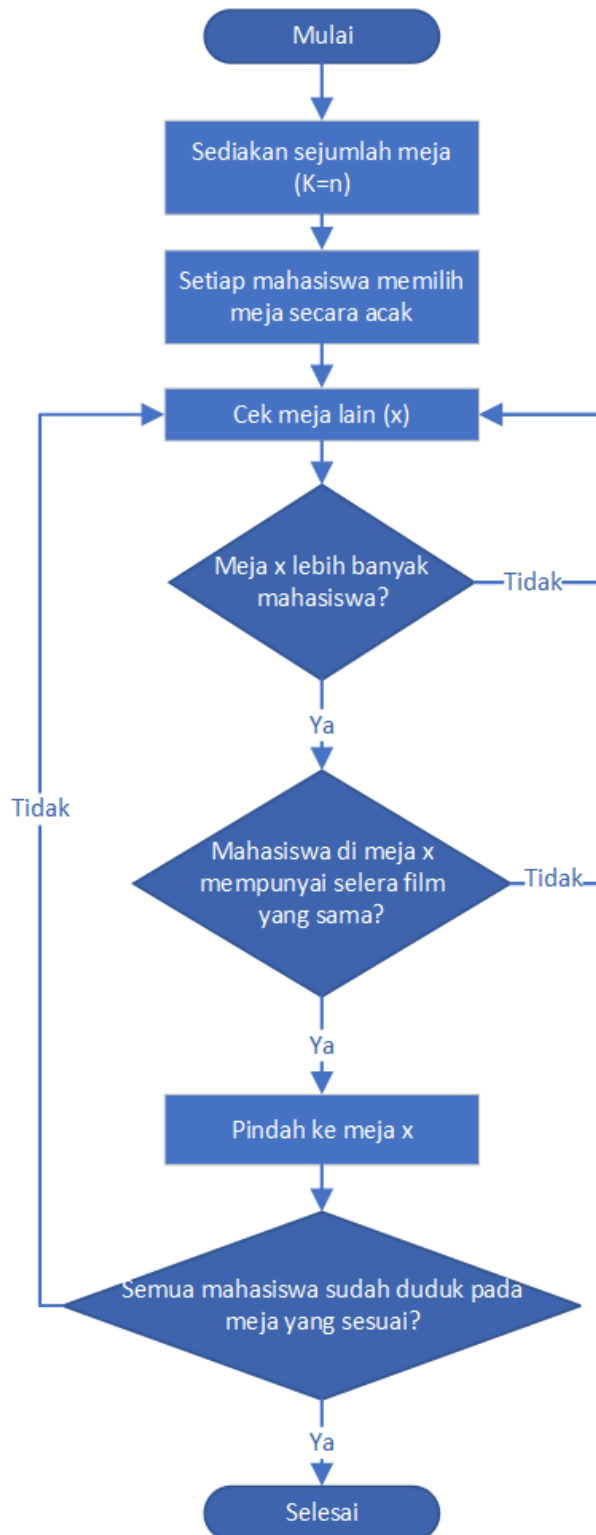 Mulai
Sediakan sejumlah meja
(K=n)
Setiap mahasiswa memilih
meja secara acak
Cek meja lain (x)
Meja x lebih banyak
mahasiswa?
Tidak
Ya
Tidak
Mahasiswa di meja x
mempunyai selera film
yang sama?
Tidak
Ya
Pindah ke meja x
Semua mahasiswa sudah duduk pada
meja yang sesuai?
Ya
Selesai